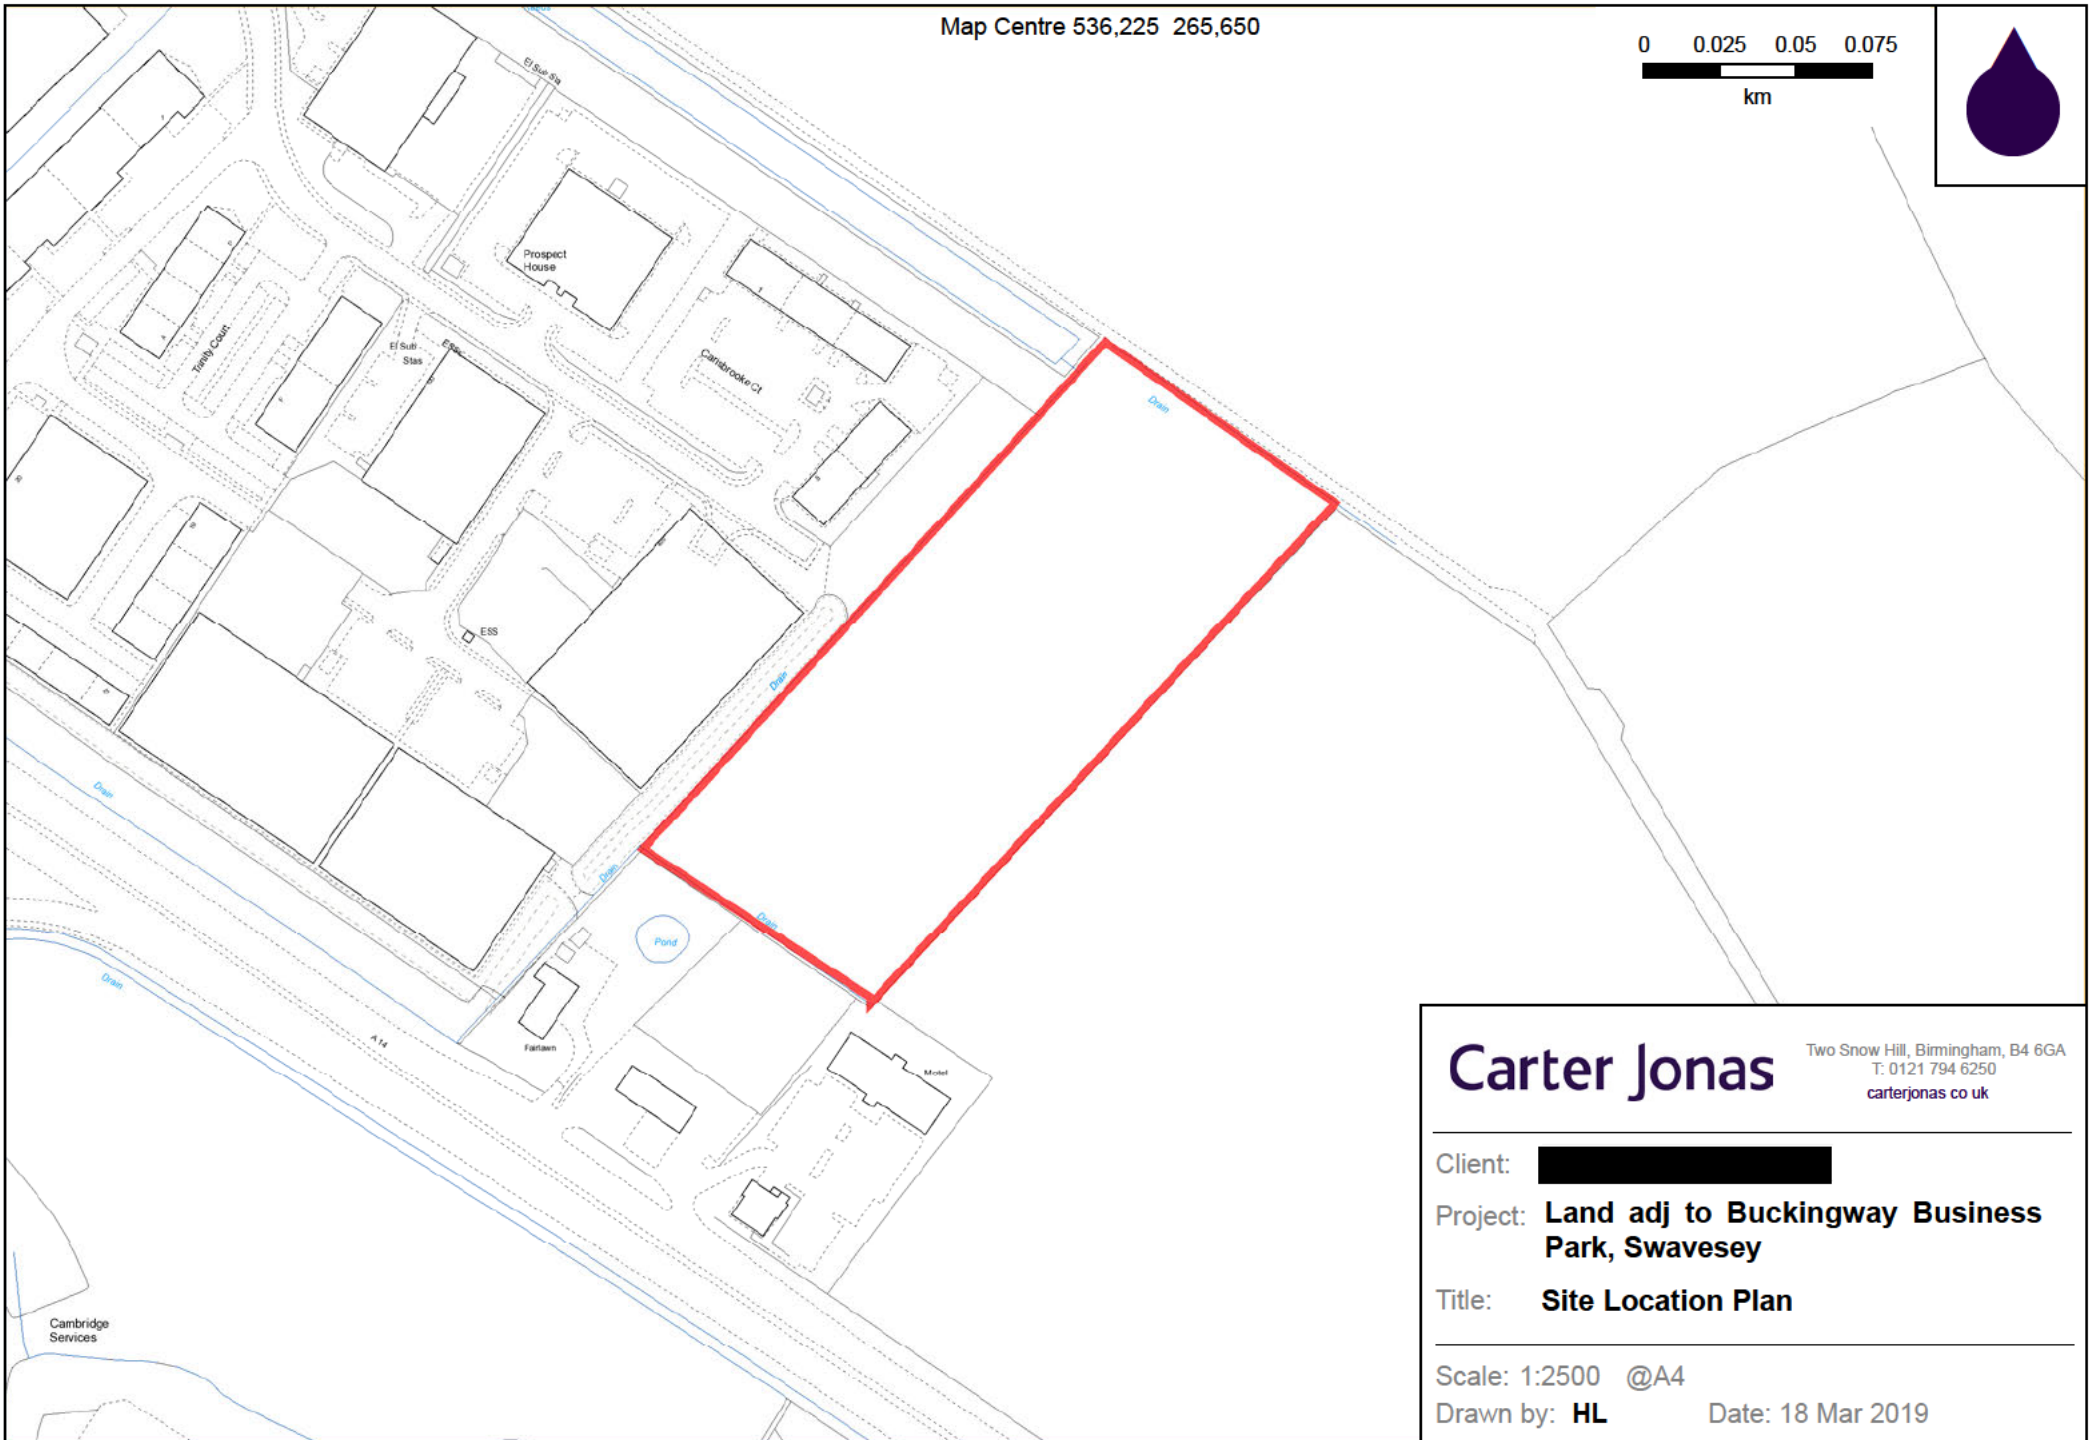 Map Centre 536,225 265,650
0 0.025 0.05 0.075
km
El Sub Sta
Prospect
House
1
Carisbrooke Ct
Trinity Court
El Sub
Stas
ESS
Drain
ESS
Drain
Drain
Drain
Drain
Pond
Drain
Drain
A 14
Fairlawn
Motel
Cambridge
Services
Carter Jonas
Two Snow Hill, Birmingham, B4 6GA
T: 0121 794 6250
carterjonas co uk
Client:
Project: Land adj to Buckingway Business
Park, Swavesey
Title: Site Location Plan
Scale: 1:2500 @A4
Drawn by: HL Date: 18 Mar 2019